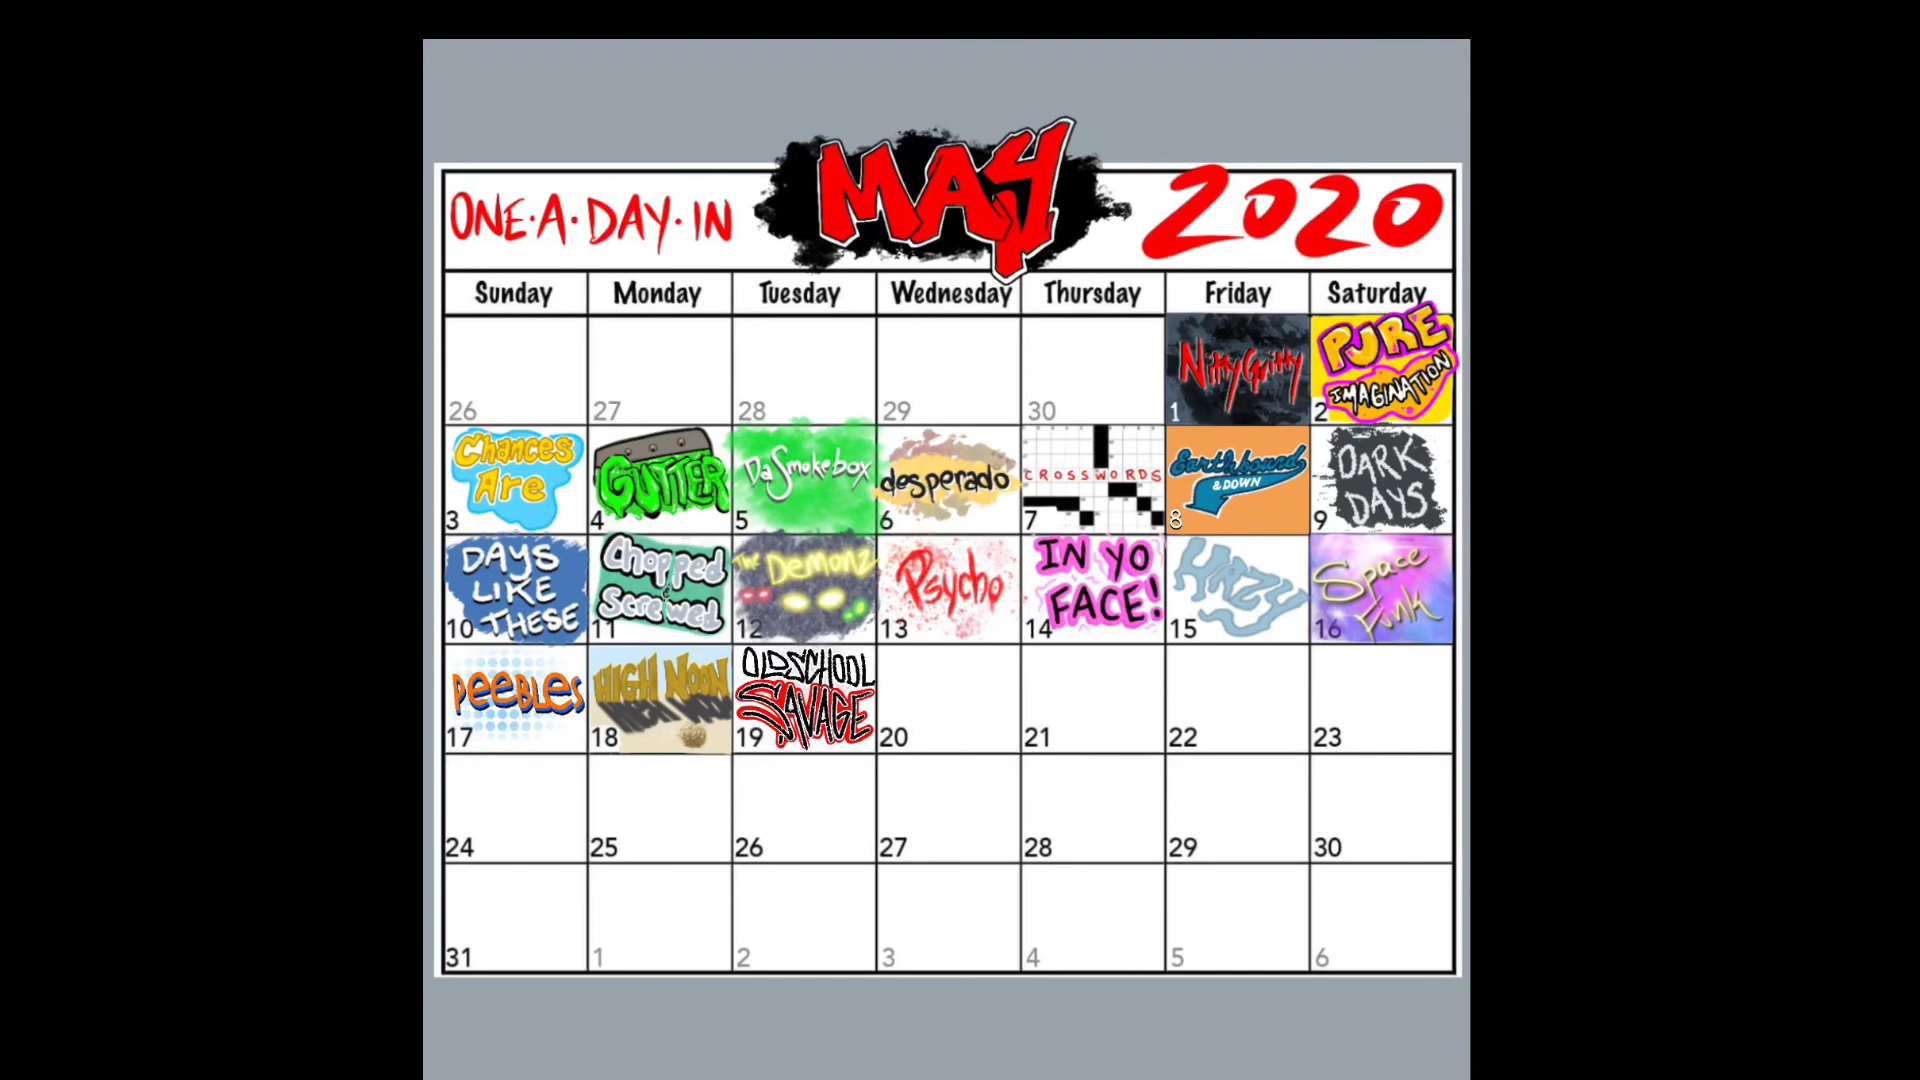 ONE·A·DAY·IN MAY 2020
Sunday Monday Tuesday Wednesday Thursday Friday Saturday
26 27 28 29 30
Nitty Gritty
1
PURE
IMAGINATION
2
Chances
Are
3
GUTTER
4
Da Smokebox
5
desperado
6
CROSSWORDS
7
Earthbound
& DOWN
8
DARK
DAYS
9
DAYS
LIKE
THESE
10
Chopped
&
Screwed
11
The Demonz
12
Psycho
13
IN YO
FACE!
14
HAZY
15
Space
Funk
16
PEEBLES
17
HIGH NOON
18
OLDSCHOOL
SAVAGE
19
20 21 22 23
24 25 26 27 28 29 30
31 1 2 3 4 5 6